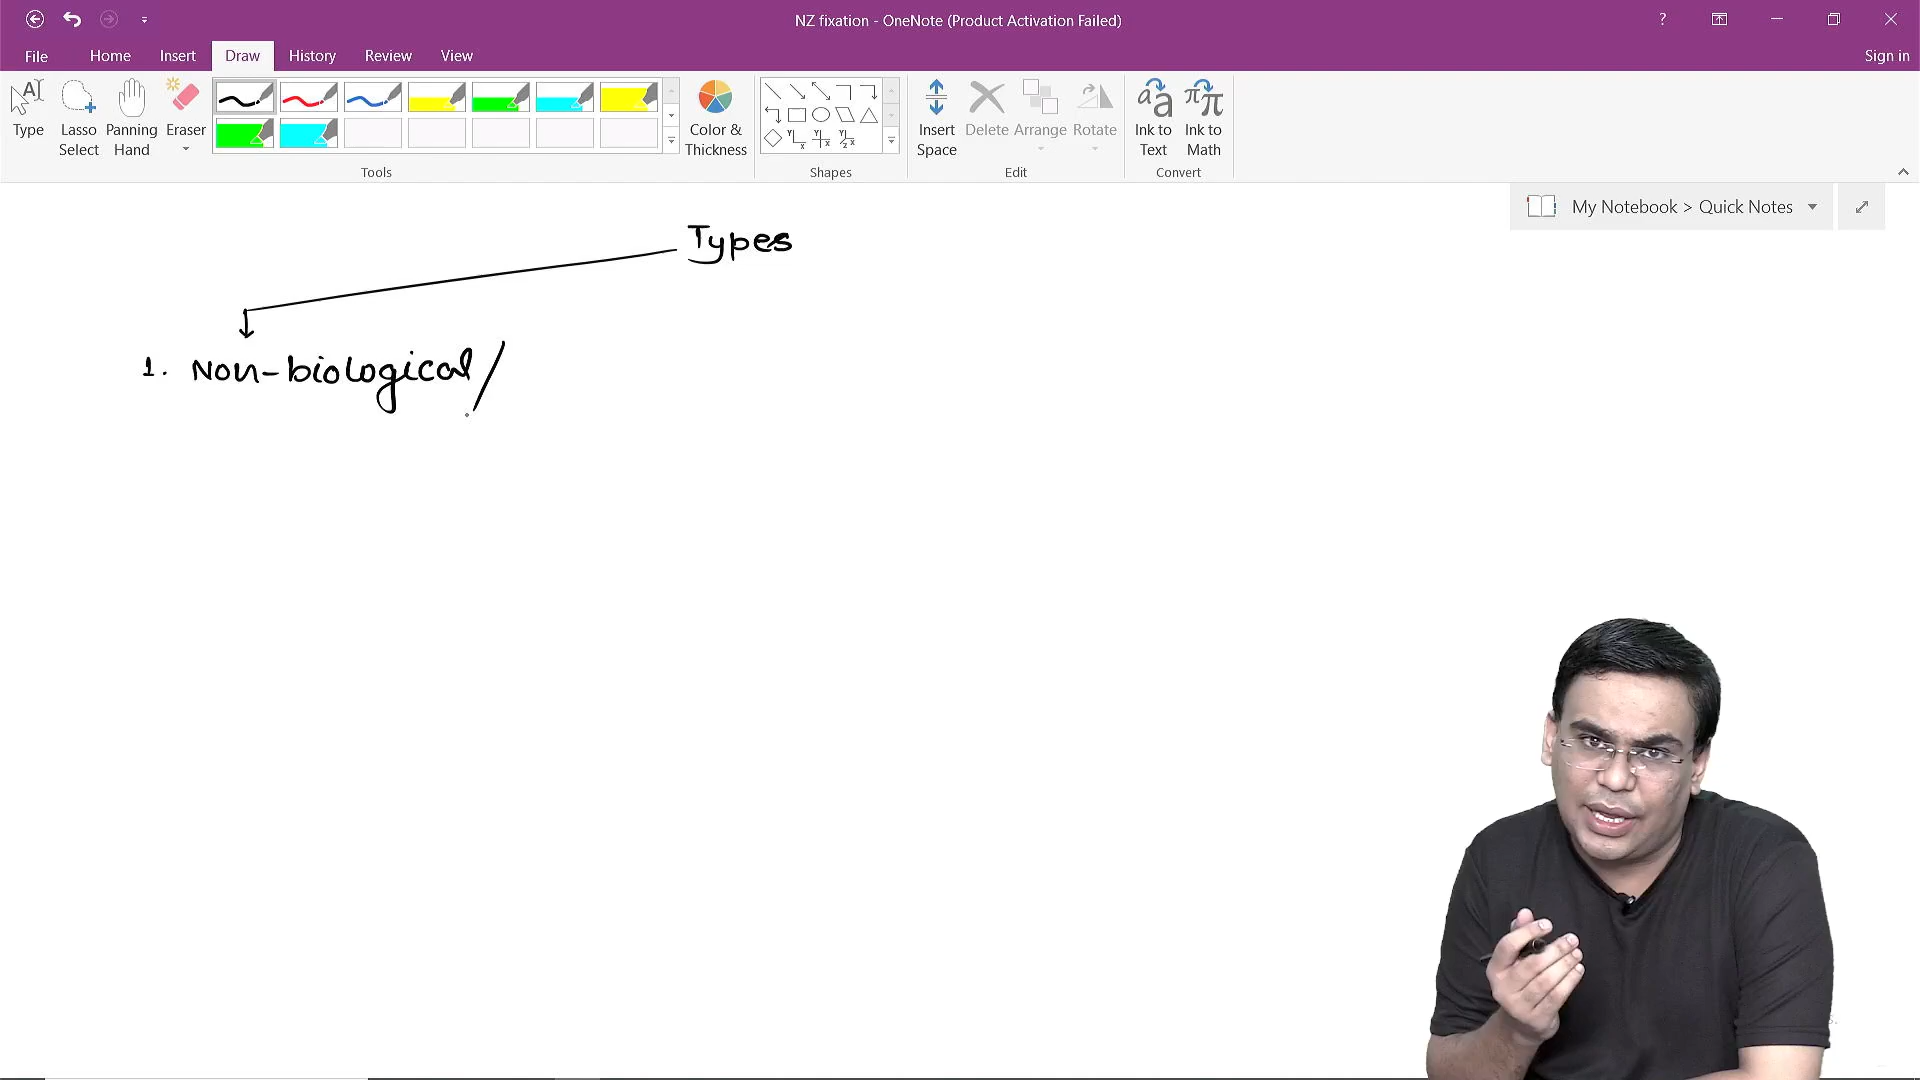 NZ fixation - OneNote (Product Activation Failed)
?
File Home Insert Draw History Review View Sign in
Type
Lasso Select
Panning Hand
Eraser
Color & Thickness
Insert Space
Delete
Arrange
Rotate
Ink to Text
Ink to Math
Tools Shapes Edit Convert
My Notebook > Quick Notes
Types
1. Non-biological/